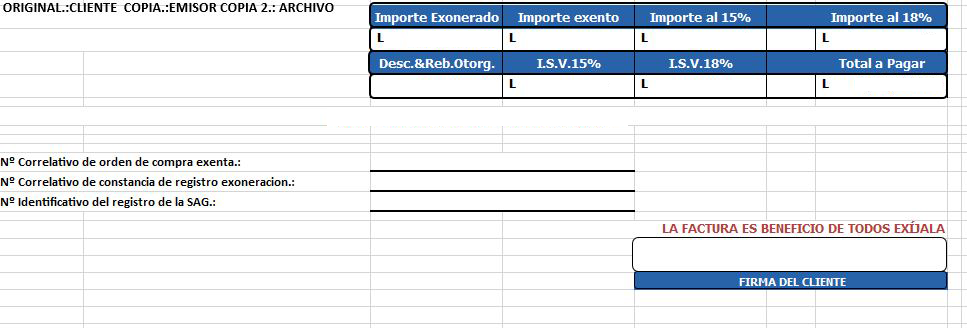 ORIGINAL.:CLIENTE COPIA.:EMISOR COPIA 2.: ARCHIVO
Importe Exonerado Importe exento Importe al 15% Importe al 18%
L L L L
Desc.&Reb.Otorg. I.S.V.15% I.S.V.18% Total a Pagar
L L L
Nº Correlativo de orden de compra exenta.:
Nº Correlativo de constancia de registro exoneracion.:
Nº Identificativo del registro de la SAG.:
LA FACTURA ES BENEFICIO DE TODOS EXÍJALA
FIRMA DEL CLIENTE